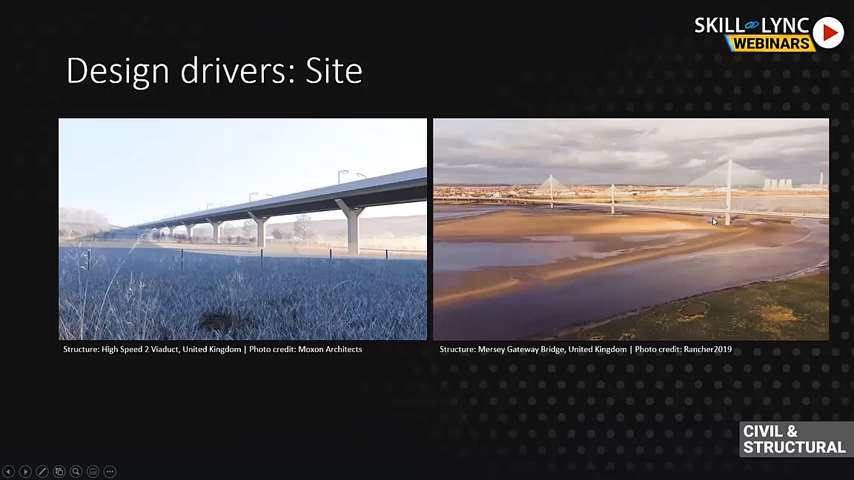 SKILL LYNC
WEBINARS
Design drivers: Site
Structure: High Speed 2 Viaduct, United Kingdom | Photo credit: Moxon Architects
Structure: Mersey Gateway Bridge, United Kingdom | Photo credit: Rancher2019
CIVIL &
STRUCTURAL